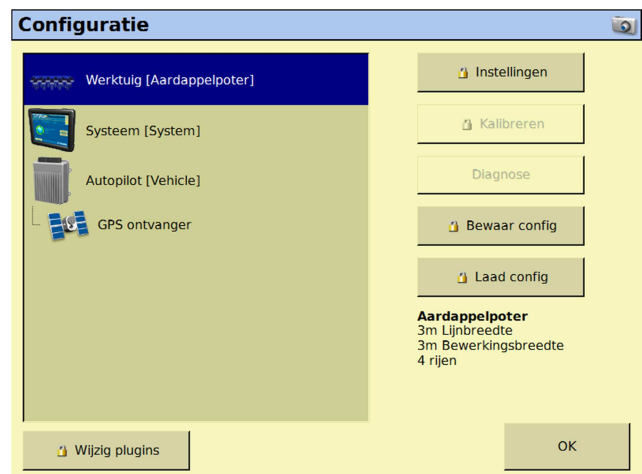 Configuratie
Werktuig [Aardappelpoter]
Systeem [System]
Autopilot [Vehicle]
GPS ontvanger
Instellingen
Kalibreren
Diagnose
Bewaar config
Laad config
Aardappelpoter
3m Lijnbreedte
3m Bewerkingsbreedte
4 rijen
Wijzig plugins
OK